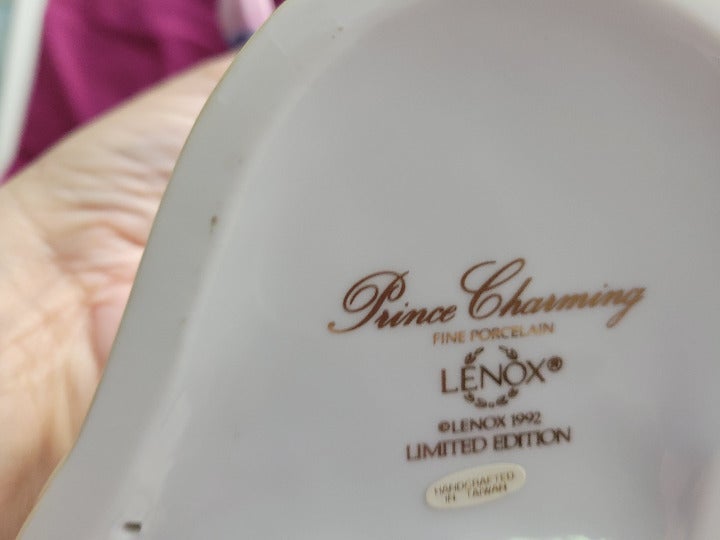 Prince Charming
FINE PORCELAIN
LENOX®
©LENOX 1992
LIMITED EDITION
HANDCRAFTED
IN TAIWAN